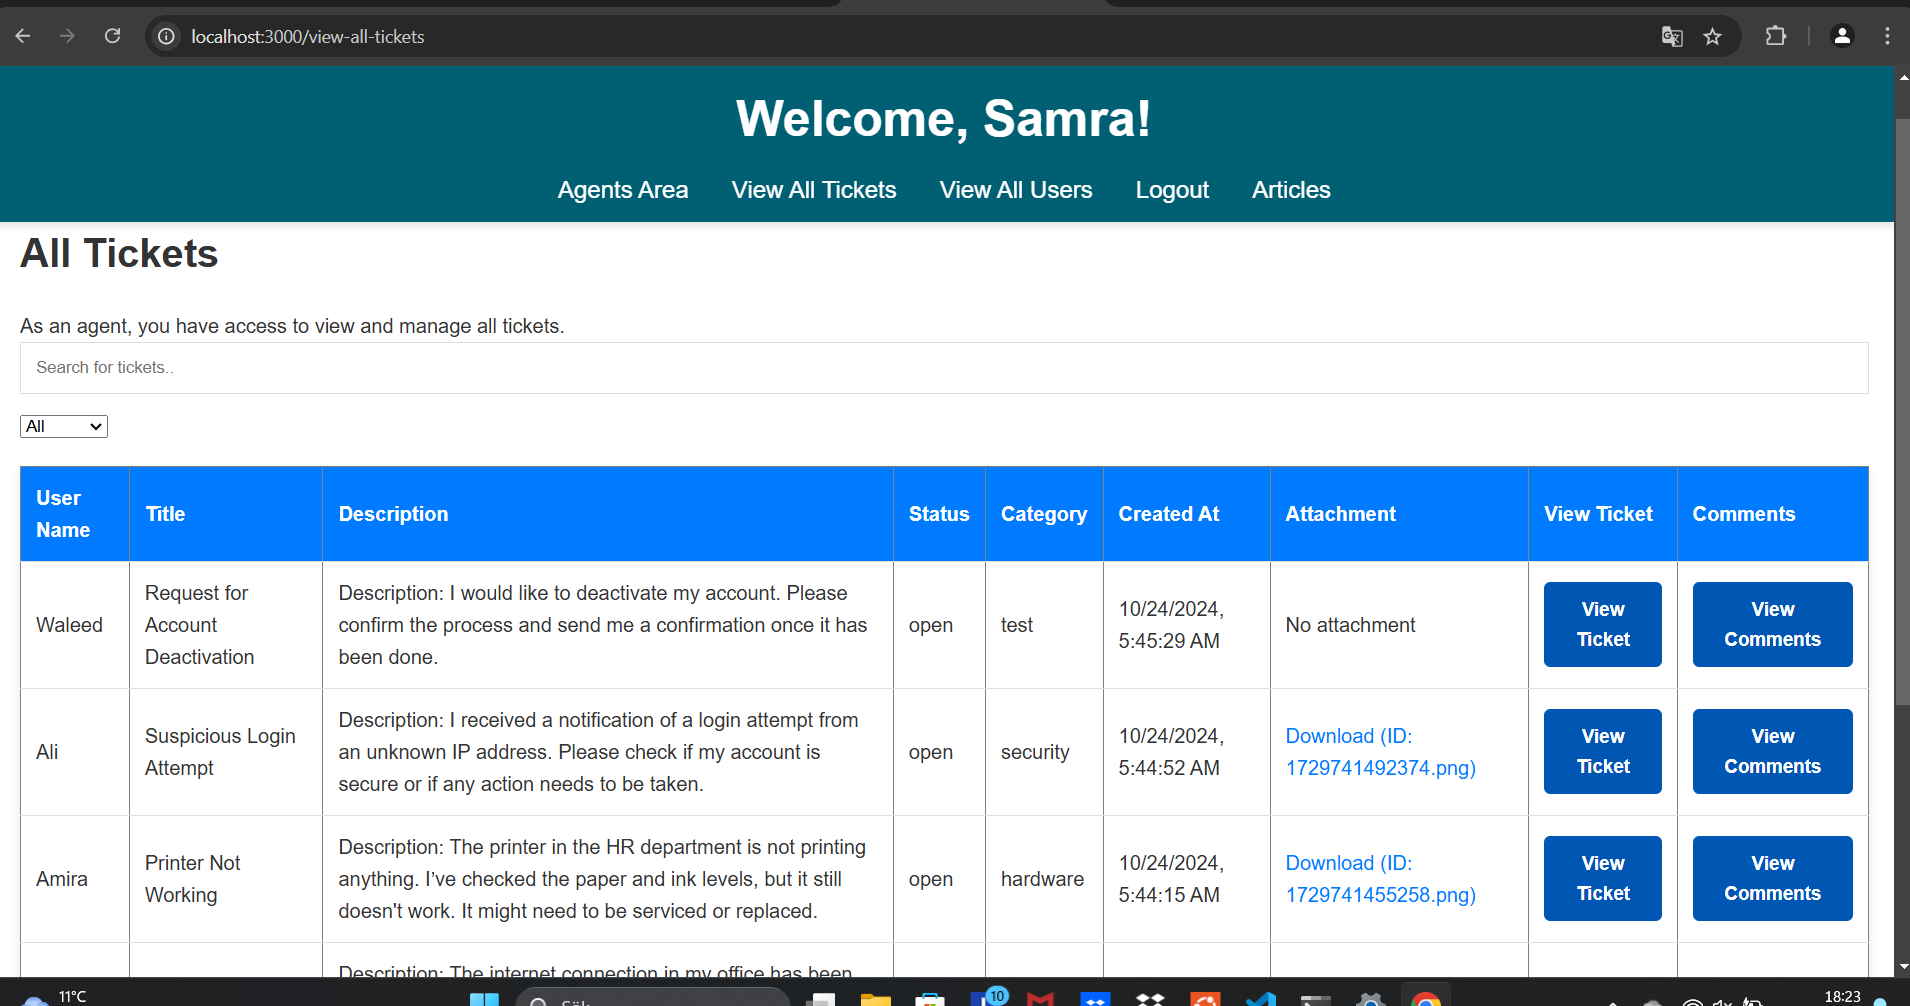 localhost:3000/view-all-tickets
Welcome, Samra!
Agents Area View All Tickets View All Users Logout Articles
All Tickets
As an agent, you have access to view and manage all tickets.
Search for tickets..
All
User Name Title Description Status Category Created At Attachment View Ticket Comments
Waleed
Request for
Account
Deactivation
Description: I would like to deactivate my account. Please
confirm the process and send me a confirmation once it has
been done.
open
test
10/24/2024,
5:45:29 AM
No attachment
View
Ticket
View
Comments
Ali
Suspicious Login
Attempt
Description: I received a notification of a login attempt from
an unknown IP address. Please check if my account is
secure or if any action needs to be taken.
open
security
10/24/2024,
5:44:52 AM
Download (ID:
1729741492374.png)
View
Ticket
View
Comments
Amira
Printer Not
Working
Description: The printer in the HR department is not printing
anything. I’ve checked the paper and ink levels, but it still
doesn't work. It might need to be serviced or replaced.
open
hardware
10/24/2024,
5:44:15 AM
Download (ID:
1729741455258.png)
View
Ticket
View
Comments
Description: The internet connection in my office has been
11°C
Sök
10
18:23